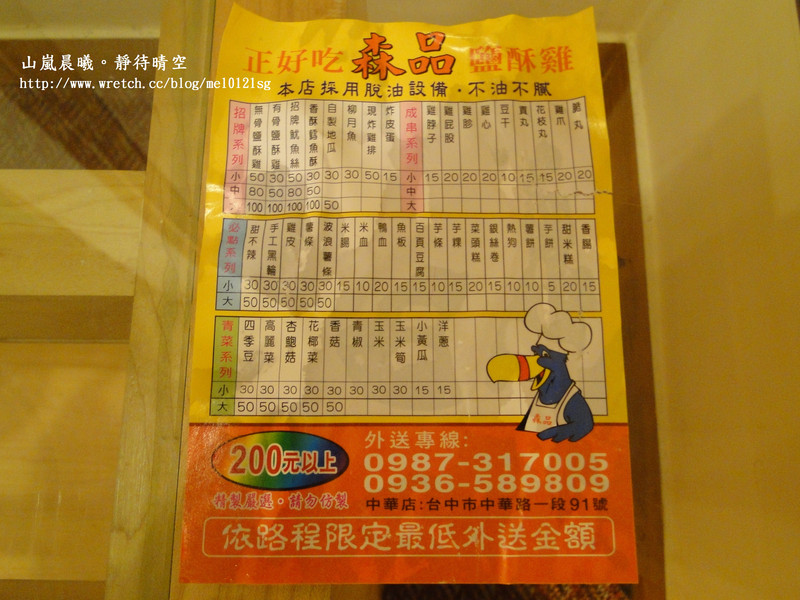 山嵐晨曦。靜待晴空
http://www.wretch.cc/blog/me10121sg
正好吃 森品 鹽酥雞
本店採用脫油設備·不油不膩
招牌系列 無骨鹽酥雞 有骨鹽酥雞 招牌魷魚絲 香酥鱈魚酥 自製地瓜 柳月魚 現炸雞排 炸皮蛋 成串系列 雞脖子 雞屁股 雞胗 雞心 豆干 貢丸 花枝丸 雞爪
小 50 30 50 30 30 30 50 15 小 15 20 20 20 10 15 20 20 20
中 80 50 80 50 中
100 100 100 100 50 大
必點系列 甜不辣 手工黑輪 雞皮 薯條 波浪薯條 米腸 米血 鴨血 魚板 百頁豆腐 芋條 芋粿 菜頭粿 銀絲卷 熱狗 薯餅 芋餅 甜米糕 香腸
小 30 30 30 30 30 15 10 20 15 15 10 15 20 15 10 10 5 20 15
大 50 50 50 50 50
青菜系列 四季豆 高麗菜 杏鮑菇 花椰菜 香菇 青椒 玉米 玉米筍 小黃瓜 洋蔥
小 30 30 30 30 30 30 30 30 15 15
大 50 50 50 50 50
森品
200元以上
精製嚴選·請勿仿製
外送專線:
0987-317005
0936-589809
中華店:台中市中華路一段91號
依路程限定最低外送金額